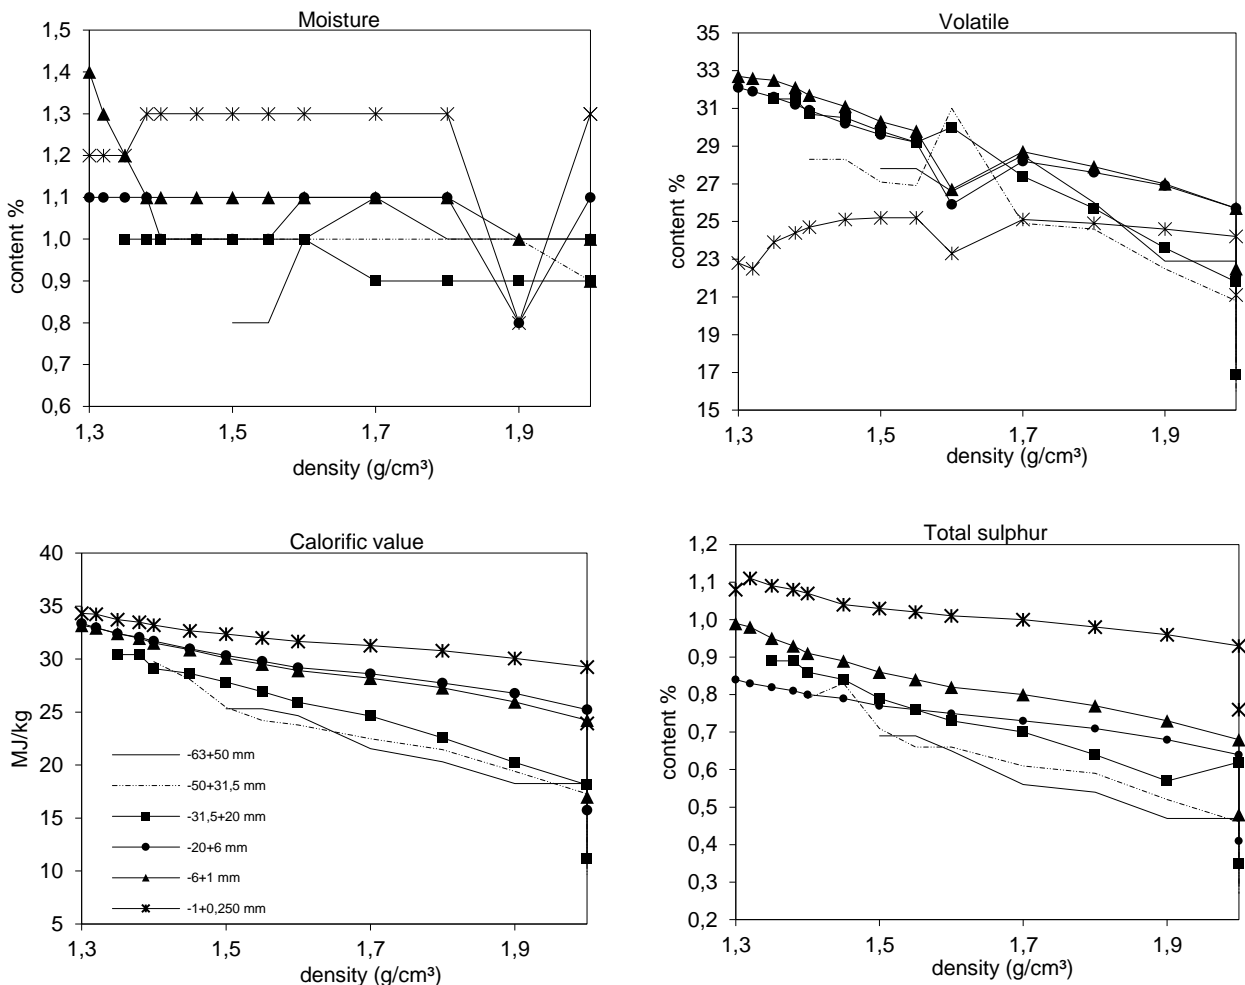 Moisture
1,5
1,4
1,3
1,2
1,1
1,0
0,9
0,8
0,7
0,6
content %
1,3 1,5 1,7 1,9
density (g/cm³)
Volatile
35
33
31
29
27
25
23
21
19
17
15
content %
1,3 1,5 1,7 1,9
density (g/cm³)
Calorific value
40
35
30
25
20
15
10
5
MJ/kg
-63+50 mm
-50+31,5 mm
-31,5+20 mm
-20+6 mm
-6+1 mm
-1+0,250 mm
1,3 1,5 1,7 1,9
density (g/cm³)
Total sulphur
1,2
1,1
1,0
0,9
0,8
0,7
0,6
0,5
0,4
0,3
0,2
content %
1,3 1,5 1,7 1,9
density (g/cm³)